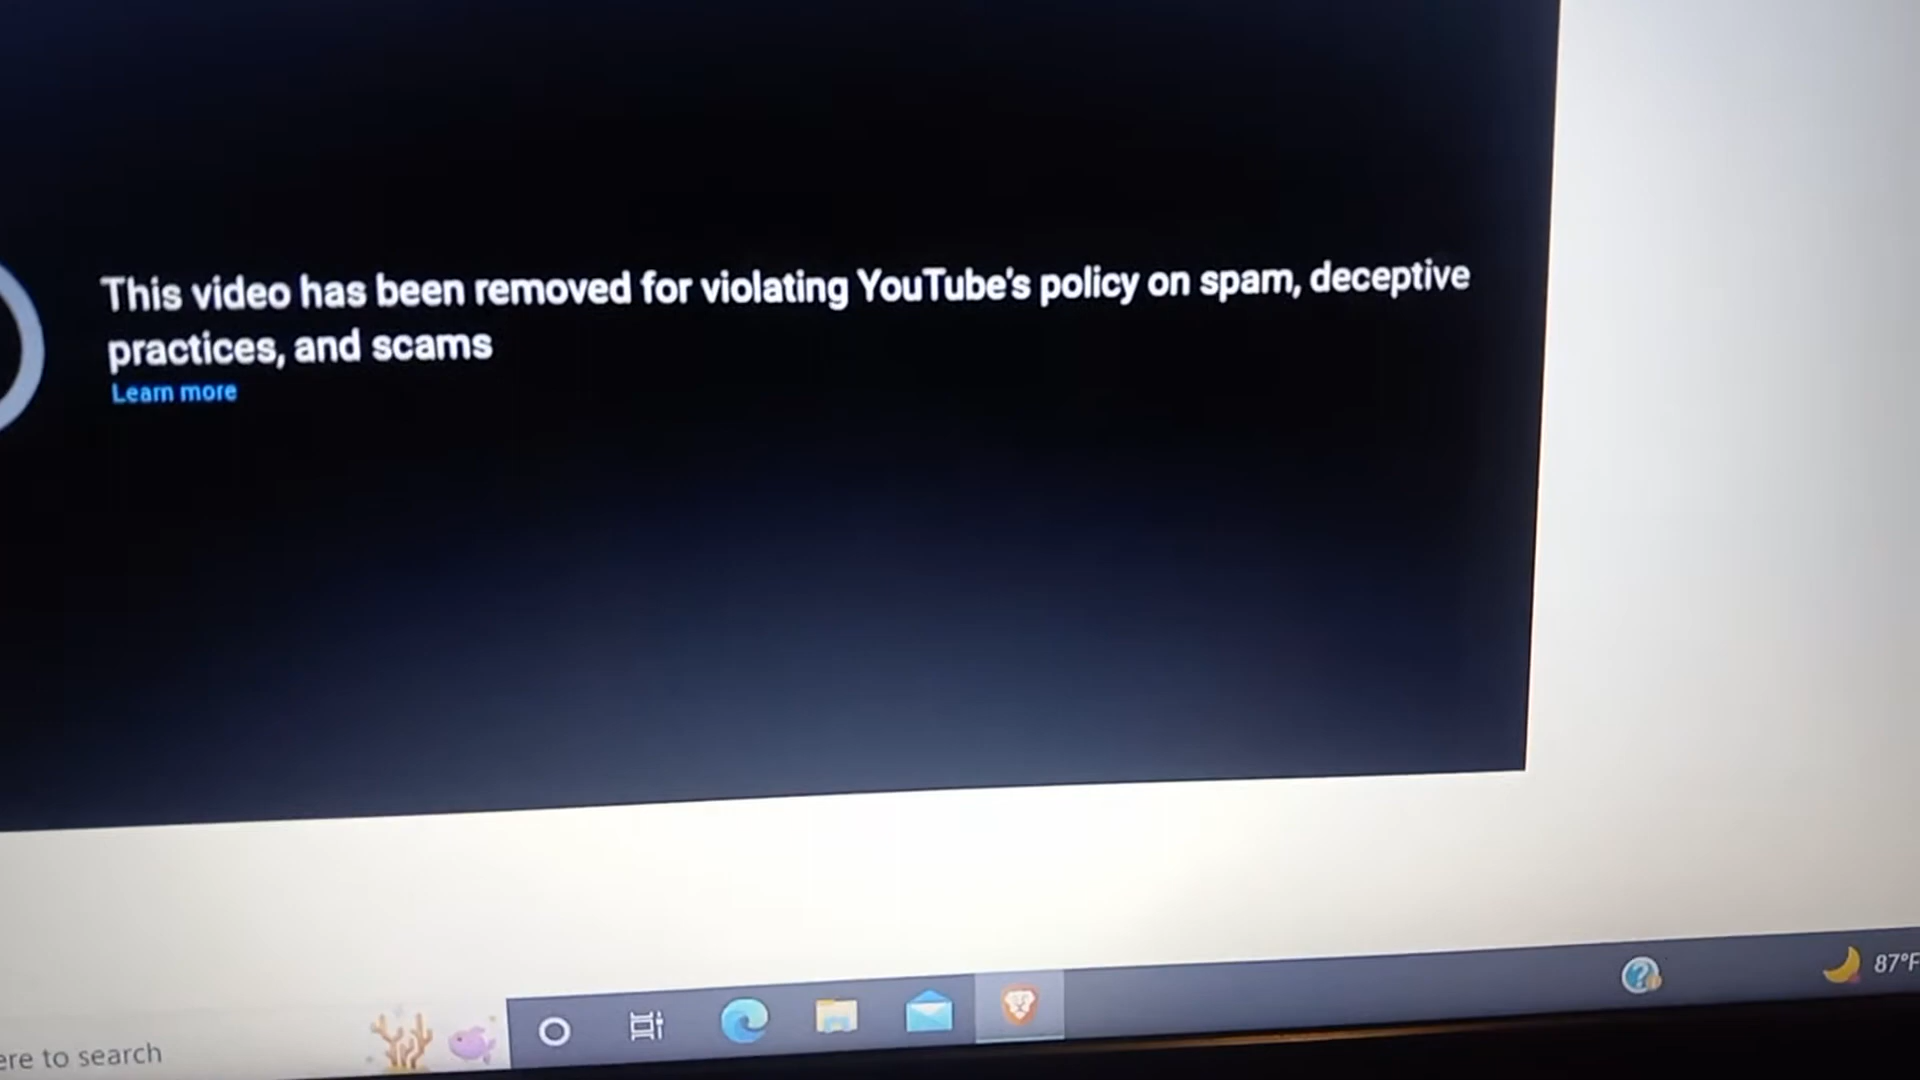 This video has been removed for violating YouTube's policy on spam, deceptive
practices, and scams
Learn more
87°F
ere to search